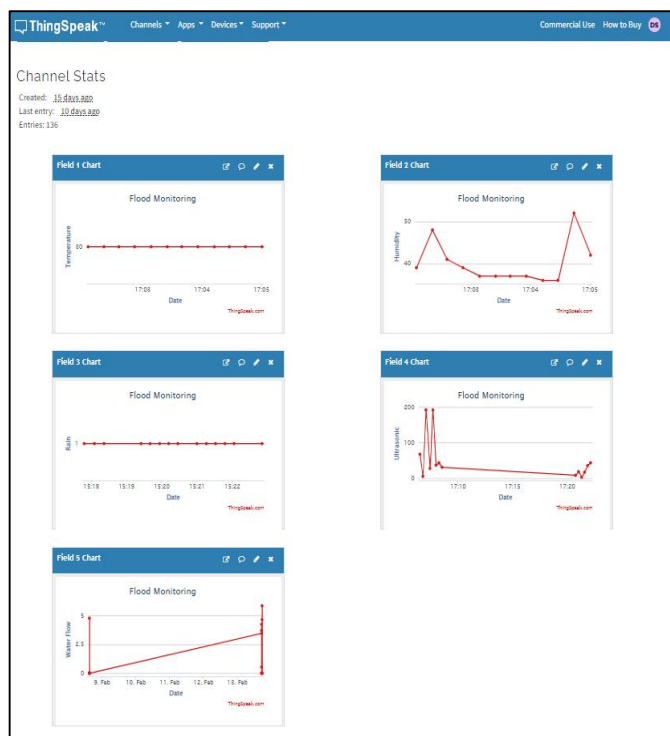 ThingSpeak™ Channels Apps Devices Support Commercial Use How to Buy DS
Channel Stats
Created: 15 days ago
Last entry: 10 days ago
Entries: 136
Field 1 Chart
Flood Monitoring
Temperature
30
17:03 17:04 17:05
Date
ThingSpeak.com
Field 2 Chart
Flood Monitoring
Humidity
50
40
17:03 17:04 17:05
Date
ThingSpeak.com
Field 3 Chart
Flood Monitoring
Rain
1
15:18 15:19 15:20 15:21 15:22
Date
ThingSpeak.com
Field 4 Chart
Flood Monitoring
Ultrasonic
200
100
0
17:10 17:15 17:20
Date
ThingSpeak.com
Field 5 Chart
Flood Monitoring
Water Flow
5
2.5
0
9. Feb 10. Feb 11. Feb 12. Feb 13. Feb
Date
ThingSpeak.com